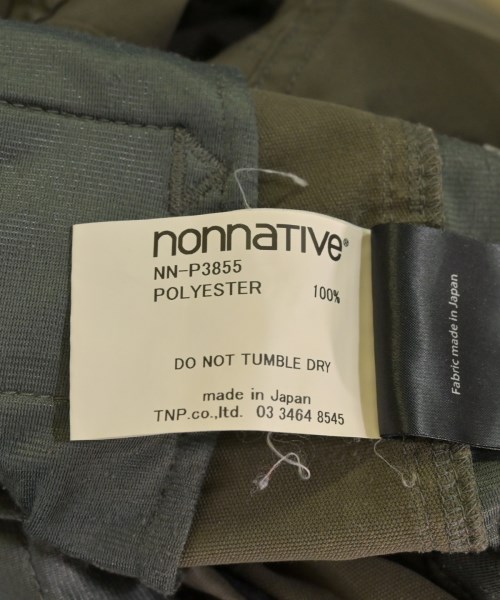 nonnative®
NN-P3855
POLYESTER 100%
DO NOT TUMBLE DRY
made in Japan
TNP.co.,ltd. 03 3464 8545
Fabric made in Japan